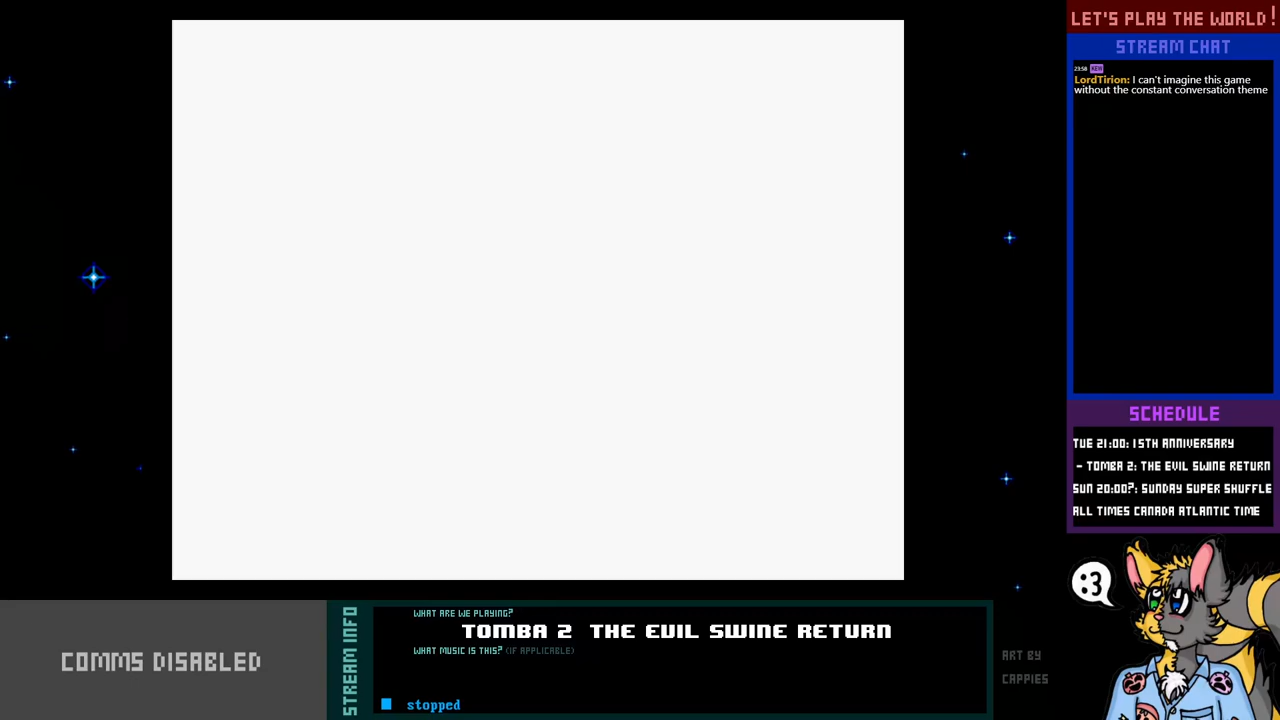 LET'S PLAY THE WORLD!
STREAM CHAT
23:58 NEW
LordTirion: I can't imagine this game
without the constant conversation theme
SCHEDULE
TUE 21:00: 15TH ANNIVERSARY
- TOMBA 2: THE EVIL SWINE RETURN
SUN 20:00?: SUNDAY SUPER SHUFFLE
ALL TIMES CANADA ATLANTIC TIME
:3
COMMS DISABLED
STREAM INFO
WHAT ARE WE PLAYING?
TOMBA 2 THE EVIL SWINE RETURN
WHAT MUSIC IS THIS? (IF APPLICABLE)
stopped
ART BY
CAPPIES